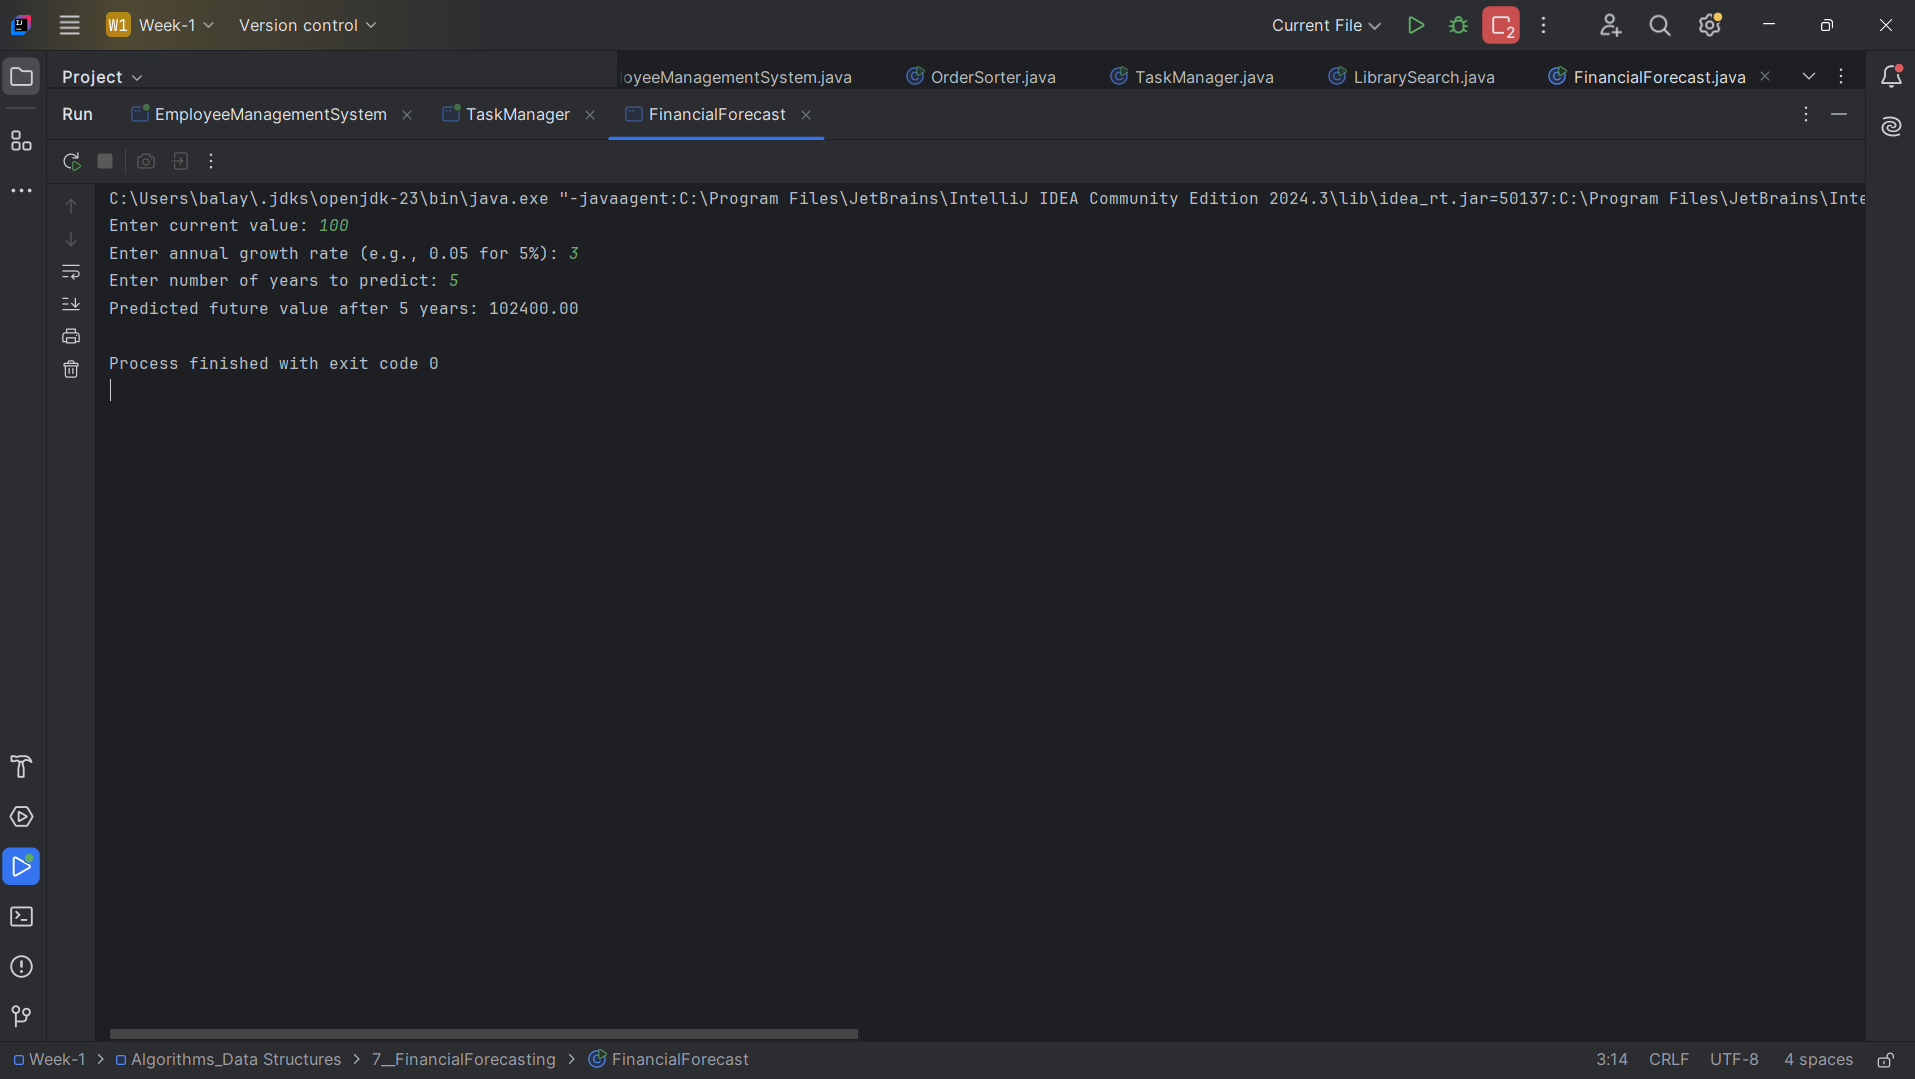 W1 Week-1 Version control Current File 2
Project oyeeManagementSystem.java OrderSorter.java TaskManager.java LibrarySearch.java FinancialForecast.java
Run EmployeeManagementSystem TaskManager FinancialForecast
C:\Users\balay\.jdks\openjdk-23\bin\java.exe "-javaagent:C:\Program Files\JetBrains\IntelliJ IDEA Community Edition 2024.3\lib\idea_rt.jar=50137:C:\Program Files\JetBrains\Inte
Enter current value: 100
Enter annual growth rate (e.g., 0.05 for 5%): 3
Enter number of years to predict: 5
Predicted future value after 5 years: 102400.00
Process finished with exit code 0
Week-1 > Algorithms_Data Structures > 7__FinancialForecasting > FinancialForecast 3:14 CRLF UTF-8 4 spaces